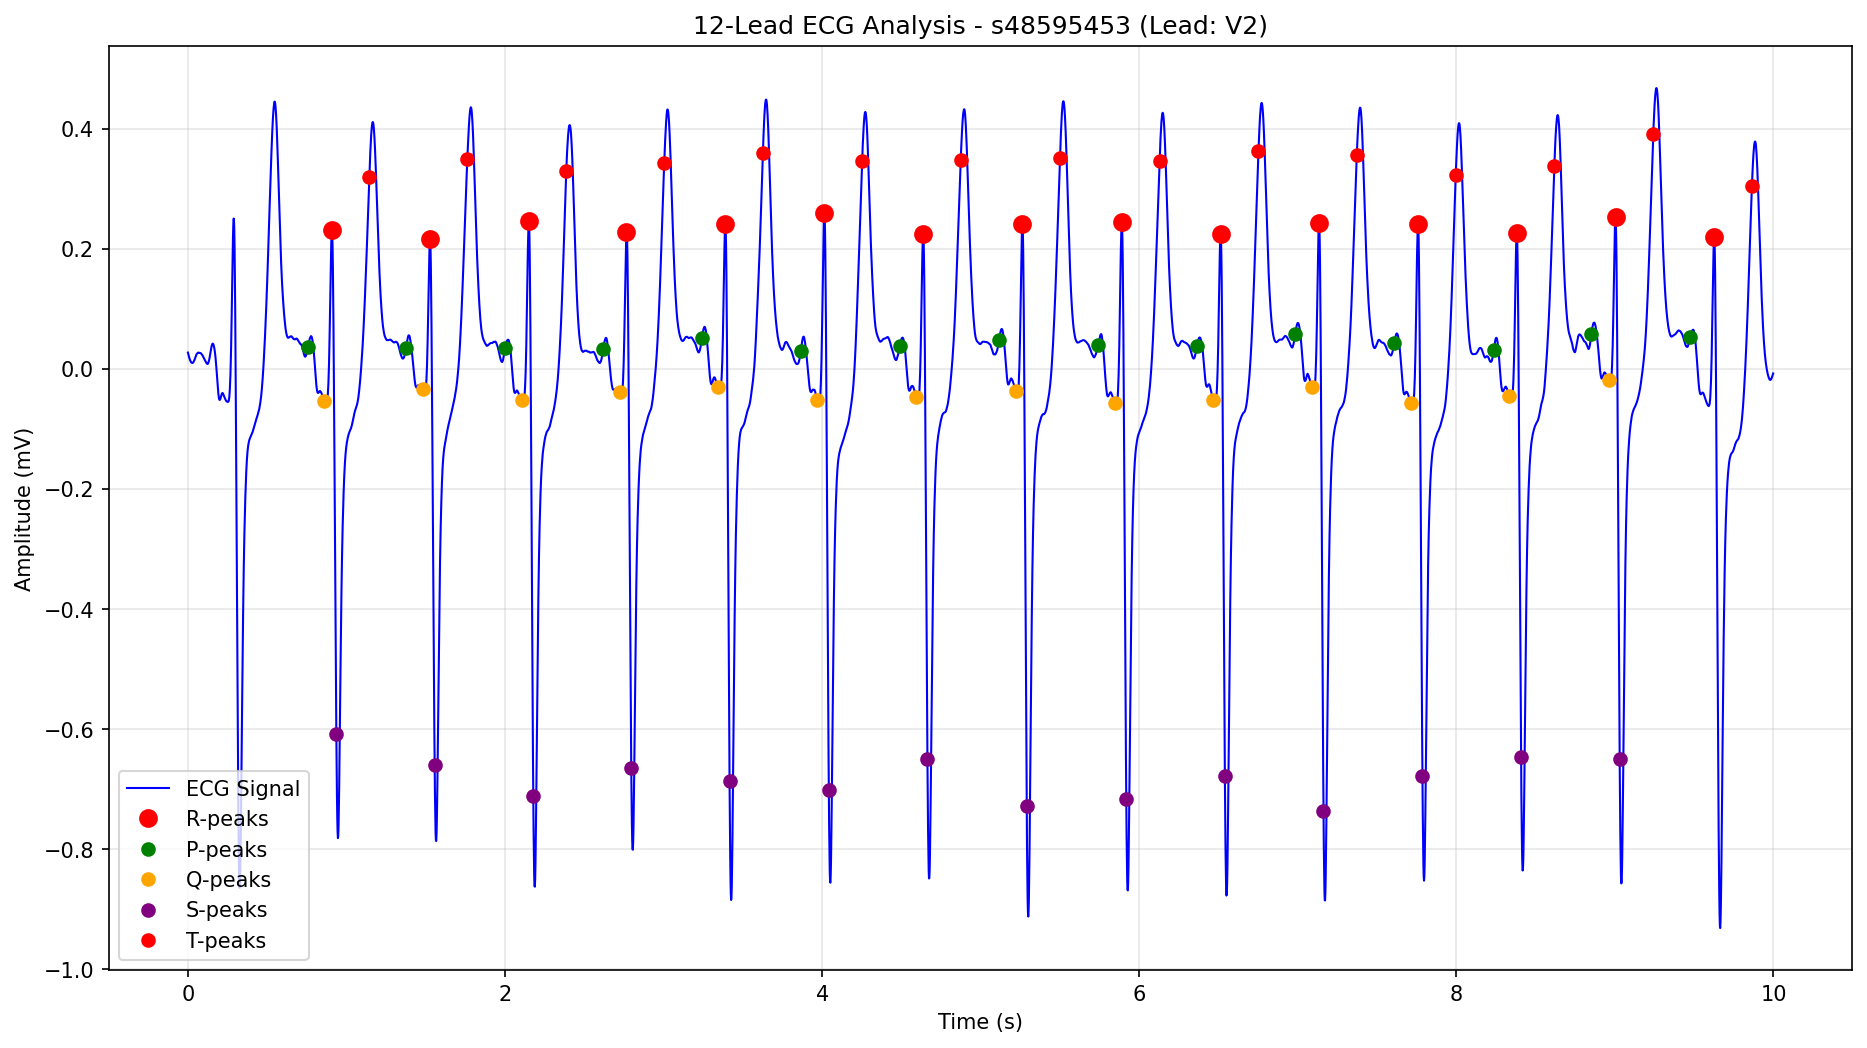 12-Lead ECG Analysis - s48595453 (Lead: V2)
Amplitude (mV)
0.4
0.2
0.0
−0.2
−0.4
−0.6
−0.8
−1.0
ECG Signal
R-peaks
P-peaks
Q-peaks
S-peaks
T-peaks
0 2 4 6 8 10
Time (s)